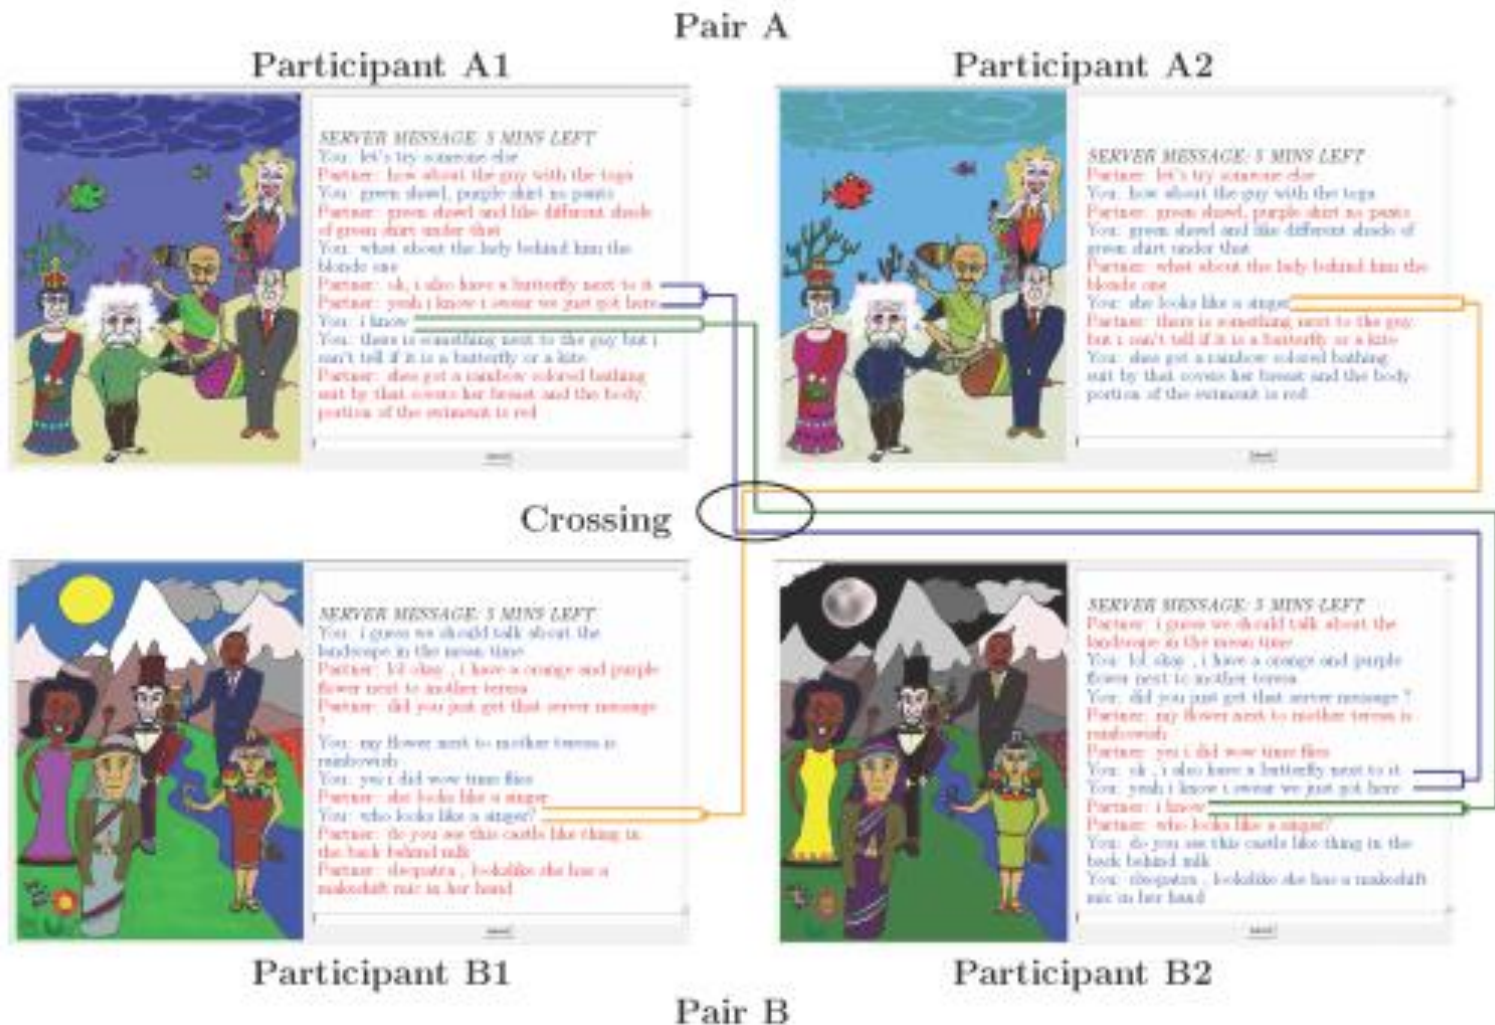 Pair A
Participant A1
SERVER MESSAGE: 5 MINS LEFT
You: let's try someone else
Partner: how about the guy with the toga
You: green shawl, purple shirt no pants
Partner: green shawl and like different shade
of green shirt under that
You: what about the lady behind him the
blonde one
Partner: ok, i also have a butterfly next to it
Partner: yeah i know i swear we just got here
You: i know
You: there is something next to the guy but i
can't tell if it is a butterfly or a kite
Partner: shes got a rainbow colored bathing
suit by that covers her breast and the body
portion of the swimsuit is red
Participant A2
SERVER MESSAGE: 5 MINS LEFT
Partner: let's try someone else
You: how about the guy with the toga
Partner: green shawl, purple shirt no pants
You: green shawl and like different shade of
green shirt under that
Partner: what about the lady behind him the
blonde one
You: she looks like a singer
Partner: there is something next to the guy
but i can't tell if it is a butterfly or a kite
You: shes got a rainbow colored bathing
suit by that covers her breast and the body
portion of the swimsuit is red
Crossing
SERVER MESSAGE: 5 MINS LEFT
You: i guess we should talk about the
landscape in the mean time
Partner: lol okay , i have a orange and purple
flower next to mother teresa
Partner: did you just get that server message
?
You: my flower next to mother teresa is
rainbowish
You: yes i did wow time flies
Partner: she looks like a singer
You: who looks like a singer?
Partner: do you see this castle like thing in
the back behind mlk
Partner: cleopatra , lookslike she has a
makeshift mic in her hand
Participant B1
SERVER MESSAGE: 5 MINS LEFT
Partner: i guess we should talk about the
landscape in the mean time
You: lol okay , i have a orange and purple
flower next to mother teresa
You: did you just get that server message ?
Partner: my flower next to mother teresa is
rainbowish
Partner: yes i did wow time flies
You: ok , i also have a butterfly next to it
You: yeah i know i swear we just got here
Partner: i know
Partner: who looks like a singer?
You: do you see this castle like thing in the
back behind mlk
You: cleopatra , lookslike she has a makeshift
mic in her hand
Participant B2
Pair B